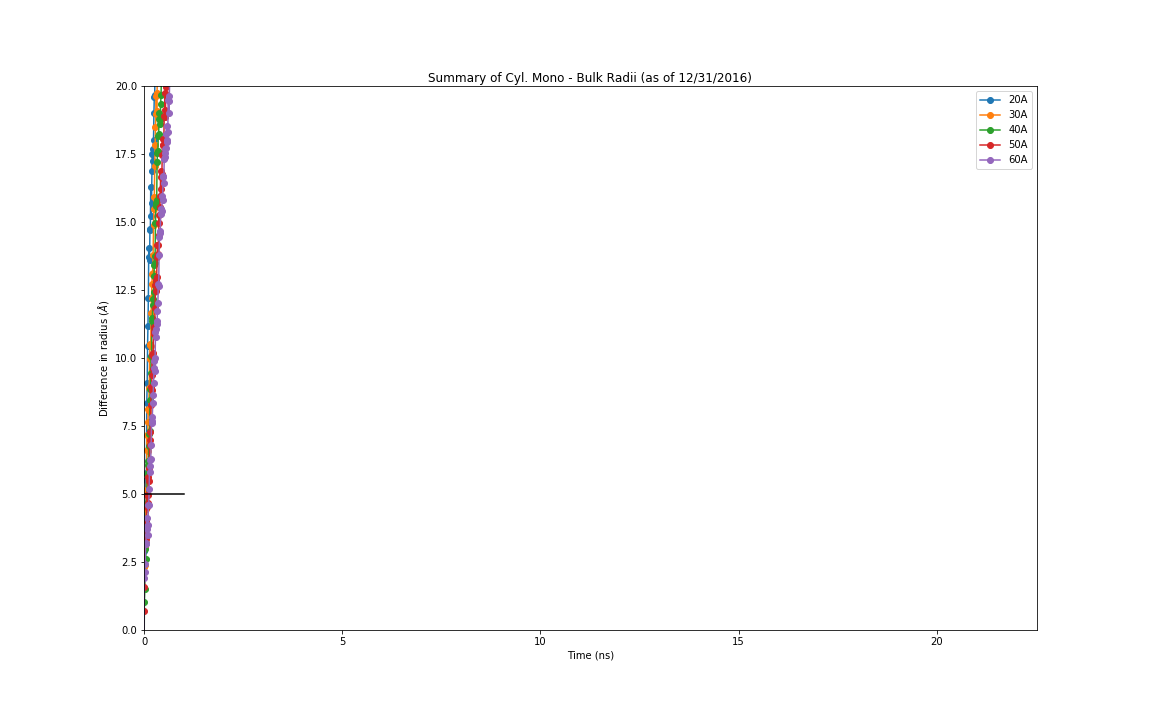 Summary of Cyl. Mono - Bulk Radii (as of 12/31/2016)
20.0
17.5
15.0
12.5
10.0
7.5
5.0
2.5
0.0
Difference in radius (Å)
0
5
10
15
20
Time (ns)
20A
30A
40A
50A
60A